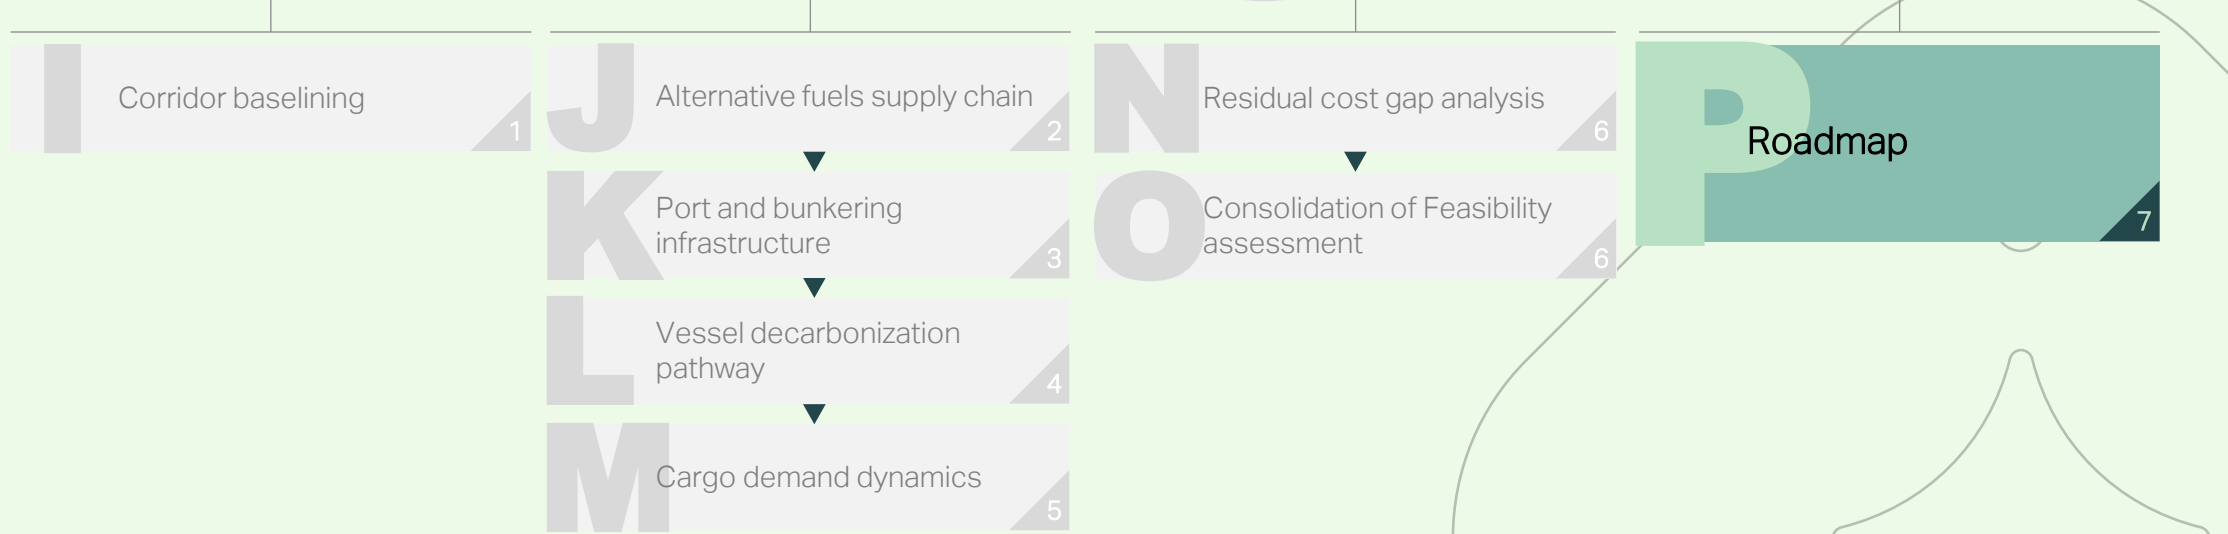 I
Corridor baselining
1
J
Alternative fuels supply chain
2
K
Port and bunkering
infrastructure
3
L
Vessel decarbonization
pathway
4
M
Cargo demand dynamics
5
N
Residual cost gap analysis
6
O
Consolidation of Feasibility
assessment
6
P
Roadmap
7